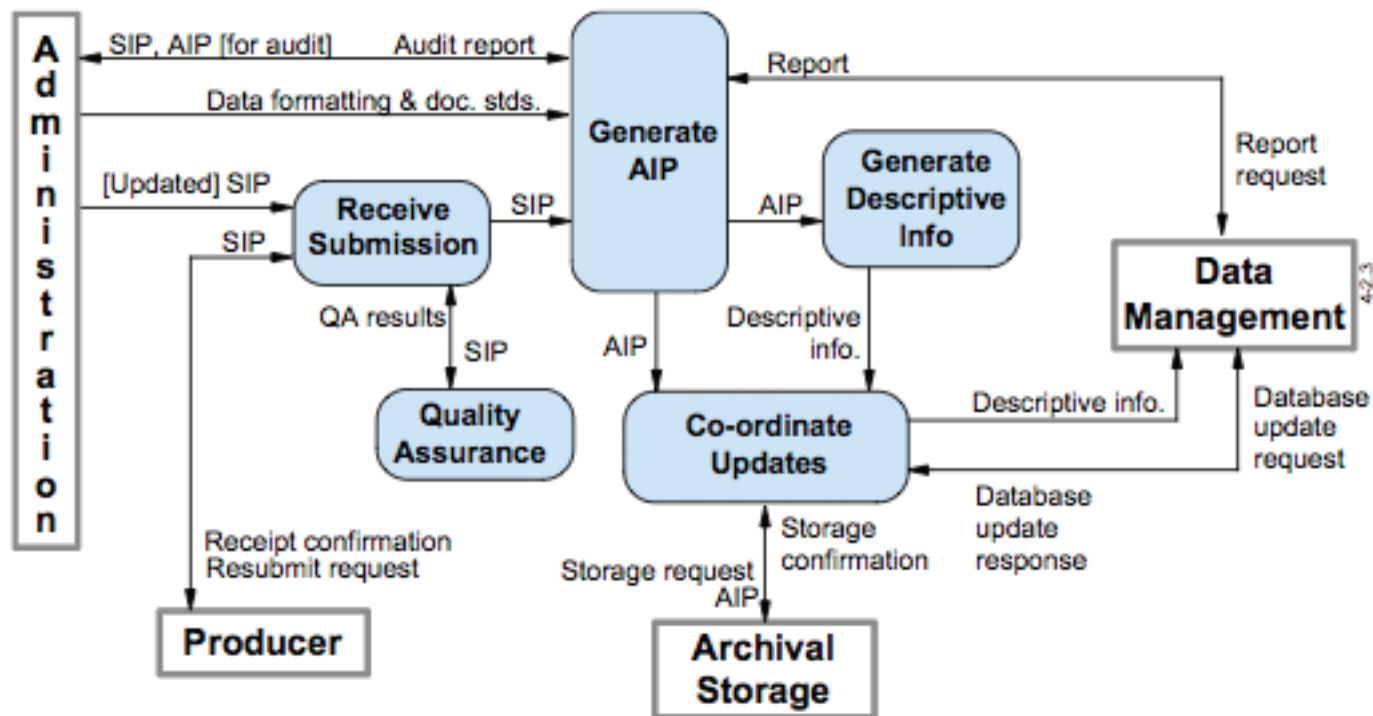 Administration
SIP, AIP [for audit]
Audit report
Data formatting & doc. stds.
[Updated] SIP
SIP
Receive
Submission
SIP
QA results
SIP
Quality
Assurance
Receipt confirmation
Resubmit request
Producer
Generate
AIP
AIP
AIP
Report
Generate
Descriptive
Info
Descriptive
info.
Report
request
Data
Management
4-2.3
Co-ordinate
Updates
Descriptive info.
Database
update
request
Database
update
response
Storage
confirmation
Storage request
AIP
Archival
Storage